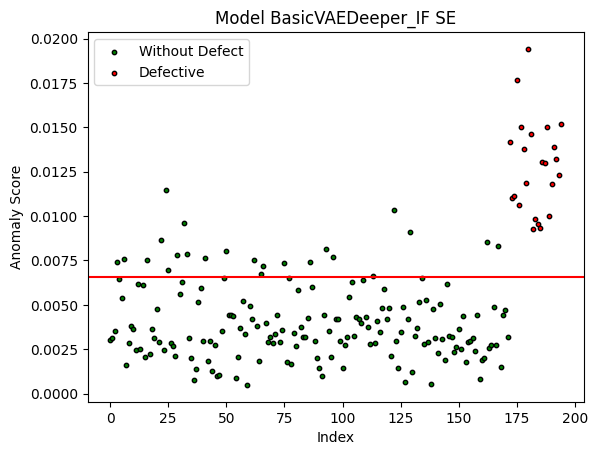 Model BasicVAEDeeper_IF SE
Without Defect
Defective
0.0200
0.0175
0.0150
0.0125
0.0100
0.0075
0.0050
0.0025
0.0000
Anomaly Score
0 25 50 75 100 125 150 175 200
Index